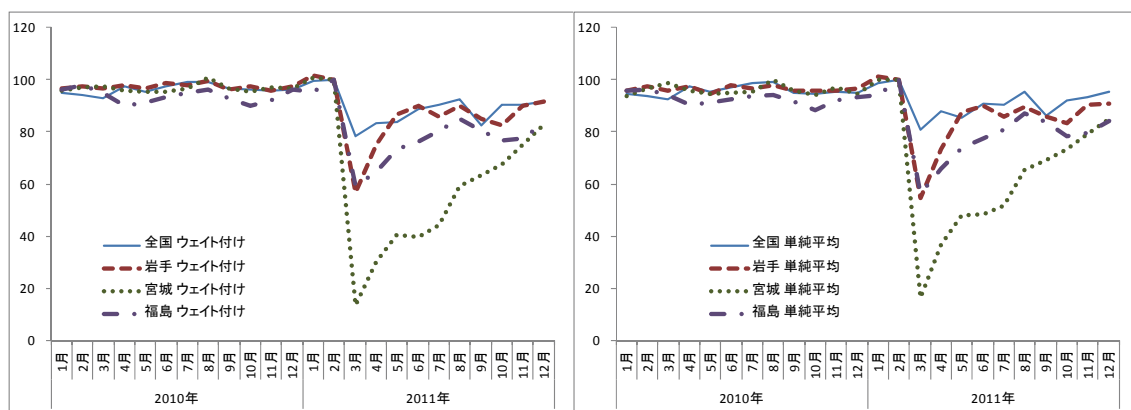 120
100
80
60
40
20
0
全国 ウェイト付け
岩手 ウェイト付け
宮城 ウェイト付け
福島 ウェイト付け
1月 2月 3月 4月 5月 6月 7月 8月 9月 10月 11月 12月 1月 2月 3月 4月 5月 6月 7月 8月 9月 10月 11月 12月
2010年 2011年
120
100
80
60
40
20
0
全国 単純平均
岩手 単純平均
宮城 単純平均
福島 単純平均
1月 2月 3月 4月 5月 6月 7月 8月 9月 10月 11月 12月 1月 2月 3月 4月 5月 6月 7月 8月 9月 10月 11月 12月
2010年 2011年